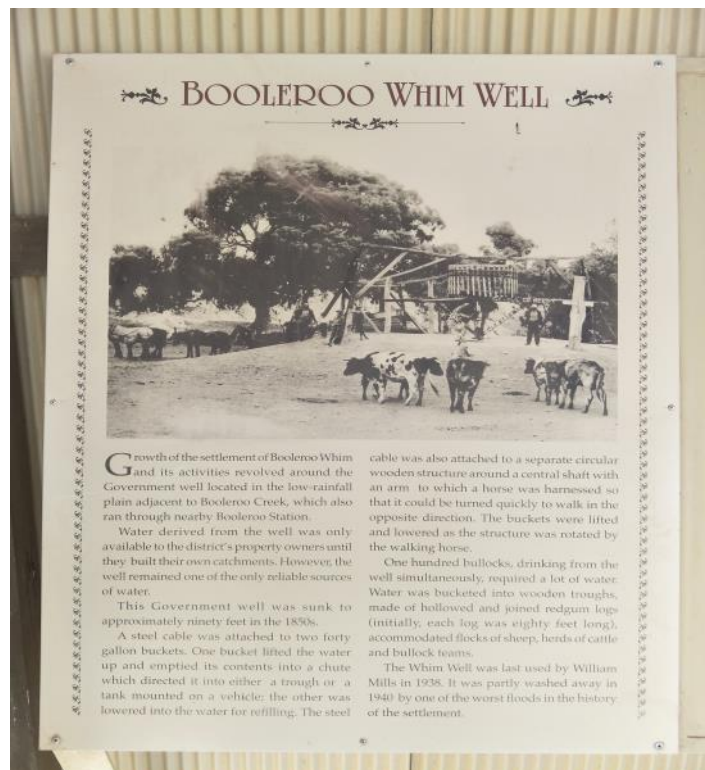 BOOLEROO WHIM WELL
Growth of the settlement of Booleroo Whim
and its activities revolved around the
Government well located in the low-rainfall
plain adjacent to Booleroo Creek, which also
ran through nearby Booleroo Station.
Water derived from the well was only
available to the district's property owners until
they built their own catchments. However, the
well remained one of the only reliable sources
of water.
This Government well was sunk to
approximately ninety feet in the 1850s.
A steel cable was attached to two forty
gallon buckets. One bucket lifted the water
up and emptied its contents into a chute
which directed it into either a trough or a
tank mounted on a vehicle; the other was
lowered into the water for refilling. The steel
cable was also attached to a separate circular
wooden structure around a central shaft with
an arm to which a horse was harnessed so
that it could be turned quickly to walk in the
opposite direction. The buckets were lifted
and lowered as the structure was rotated by
the walking horse.
One hundred bullocks, drinking from the
well simultaneously, required a lot of water.
Water was bucketed into wooden troughs,
made of hollowed and joined redgum logs
(initially, each log was eighty feet long),
accommodated flocks of sheep, herds of cattle
and bullock teams.
The Whim Well was last used by William
Mills in 1938. It was partly washed away in
1940 by one of the worst floods in the history
of the settlement.